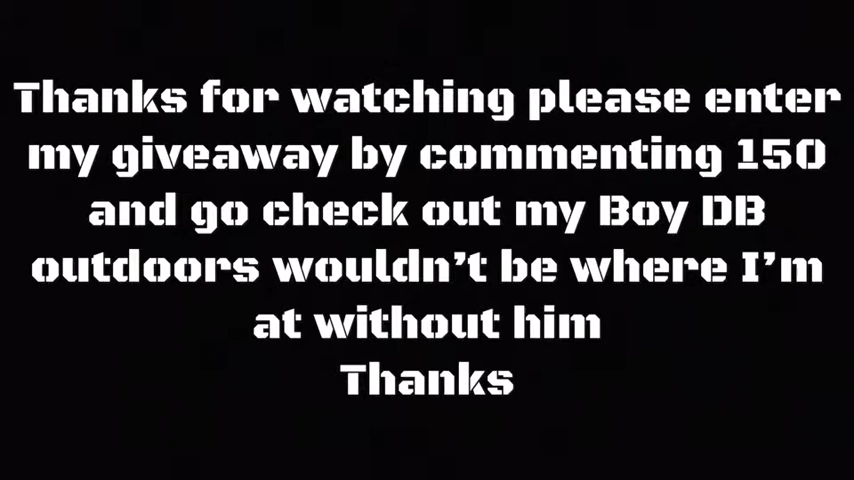 Thanks for watching please enter
my giveaway by commenting 150
and go check out my Boy DB
outdoors wouldn't be where I'm
at without him
Thanks